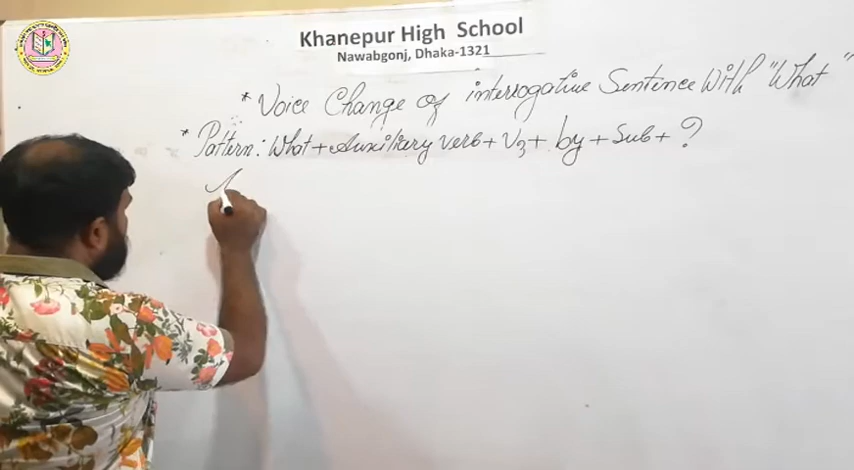 Khanepur High School
Nawabgonj, Dhaka-1321
* Voice Change of interrogative Sentence With "What"
* Pattern: What + Auxiliary verb + V3 + by + Sub + ?